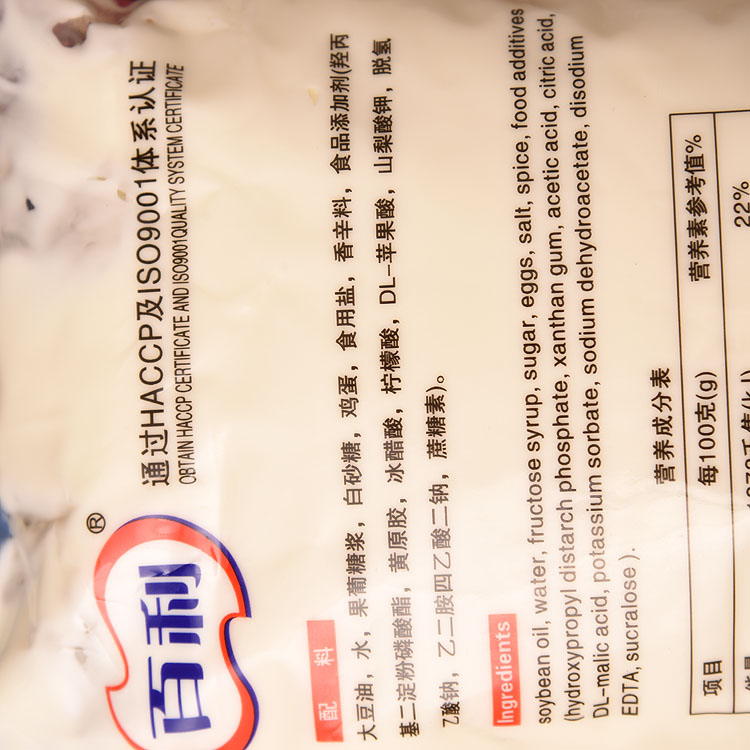 通过HACCP及ISO9001体系认证
OBTAIN HACCP CERTIFICATE AND ISO9001QUALITY SYSTEM CERTIFICATE
®
百利
配料
大豆油，水，果葡糖浆，白砂糖，鸡蛋，食用盐，香辛料，食品添加剂(羟丙
基二淀粉磷酸酯，黄原胶，冰醋酸，柠檬酸，DL-苹果酸，山梨酸钾，脱氢
乙酸钠，乙二胺四乙酸二钠，蔗糖素)。
Ingredients
soybean oil, water, fructose syrup, sugar, eggs, salt, spice, food additives
(hydroxypropyl distarch phosphate, xanthan gum, acetic acid, citric acid,
DL-malic acid, potassium sorbate, sodium dehydroacetate, disodium
EDTA, sucralose ).
营养成分表
项目 每100克(g) 营养素参考值%
22%